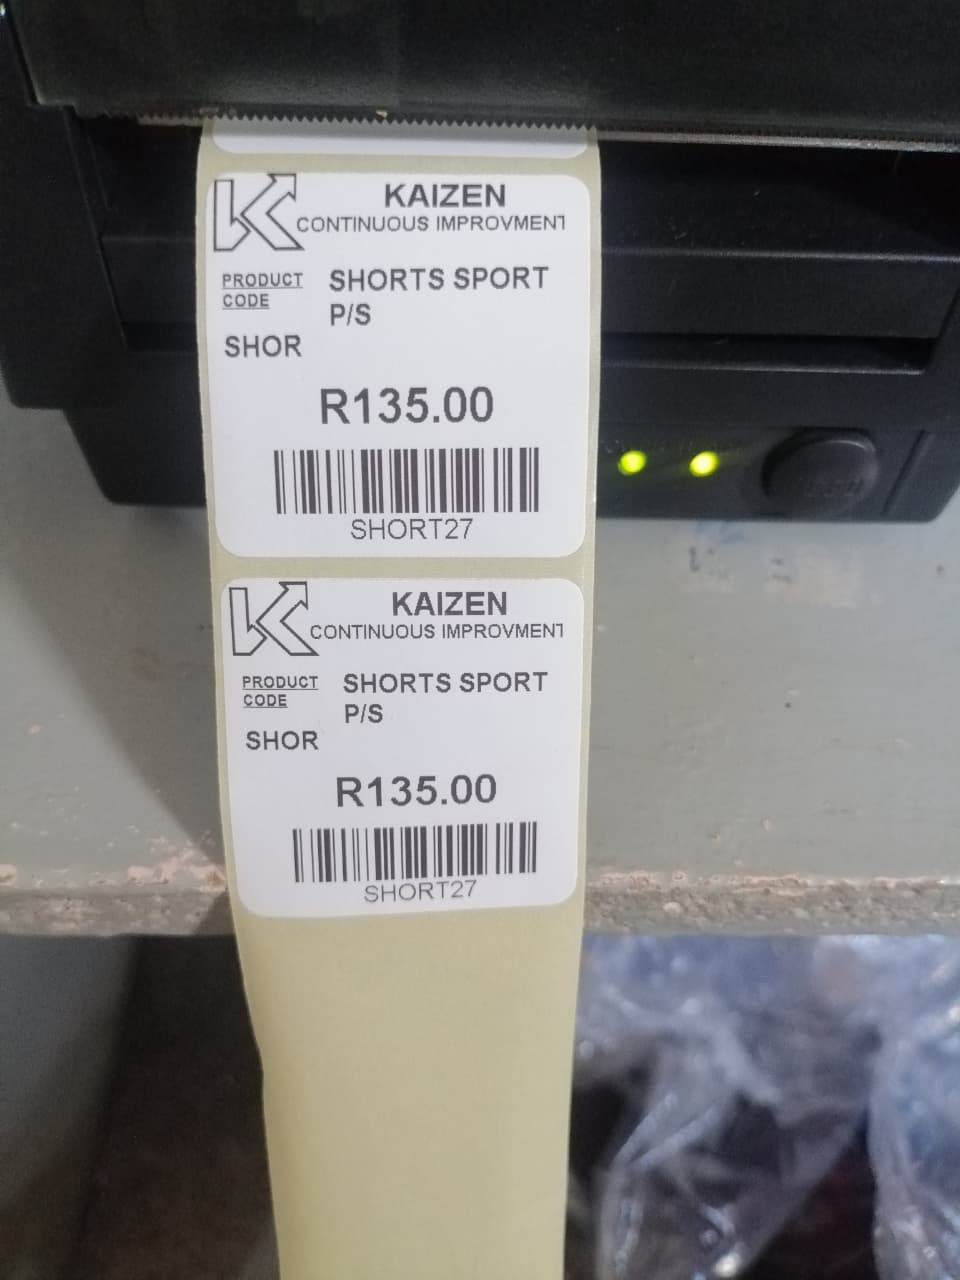 KAIZEN
CONTINUOUS IMPROVMENT
PRODUCT CODE
SHORTS SPORT
P/S
SHOR
R135.00
SHORT27
KAIZEN
CONTINUOUS IMPROVMENT
PRODUCT CODE
SHORTS SPORT
P/S
SHOR
R135.00
SHORT27